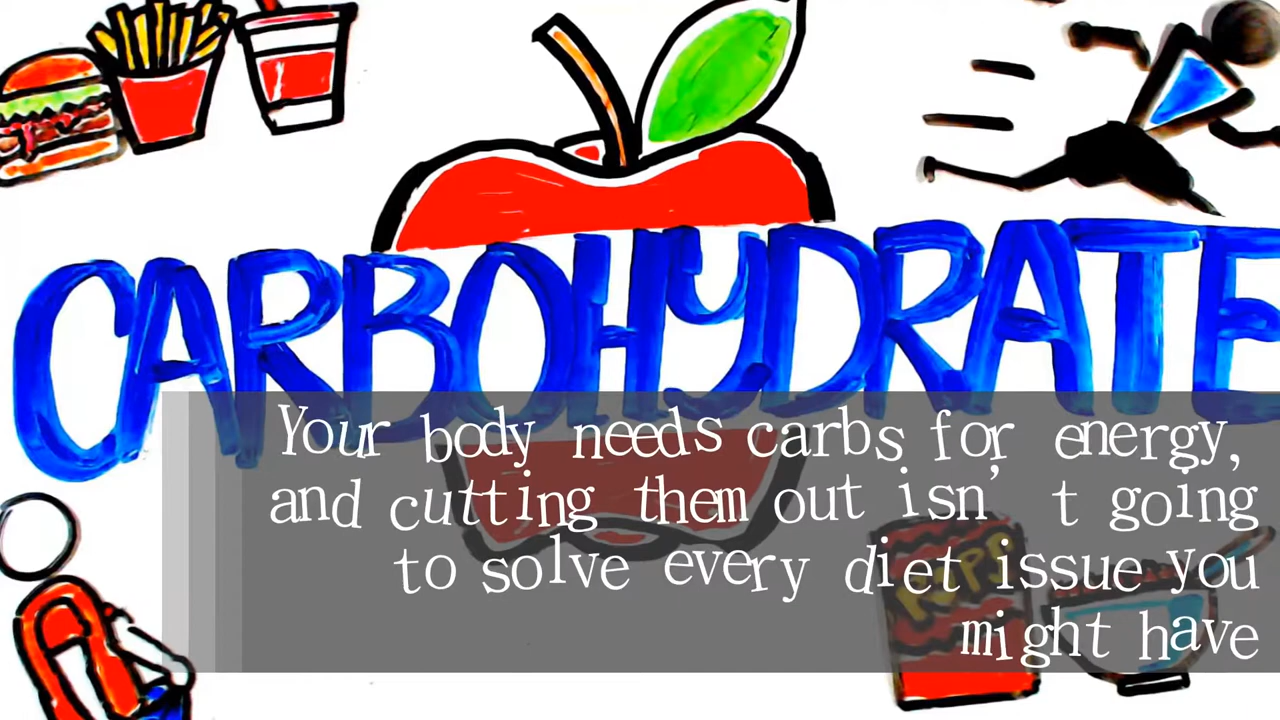 CARBOHYDRATE
Your body needs carbs for energy,
and cutting them out isn’t going
to solve every diet issue you
might have